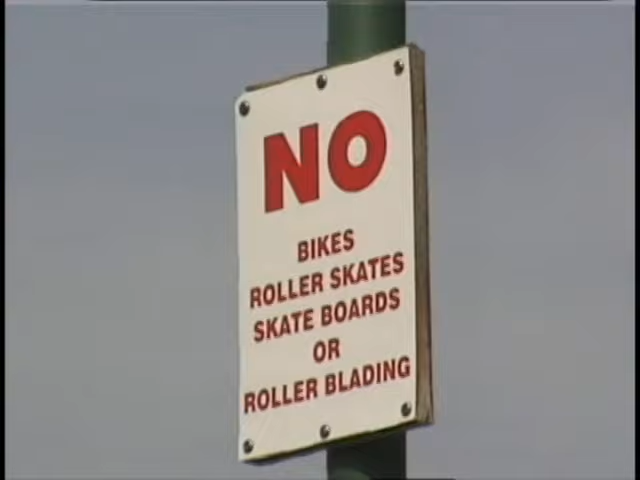 NO
BIKES
ROLLER SKATES
SKATE BOARDS
OR
ROLLER BLADING